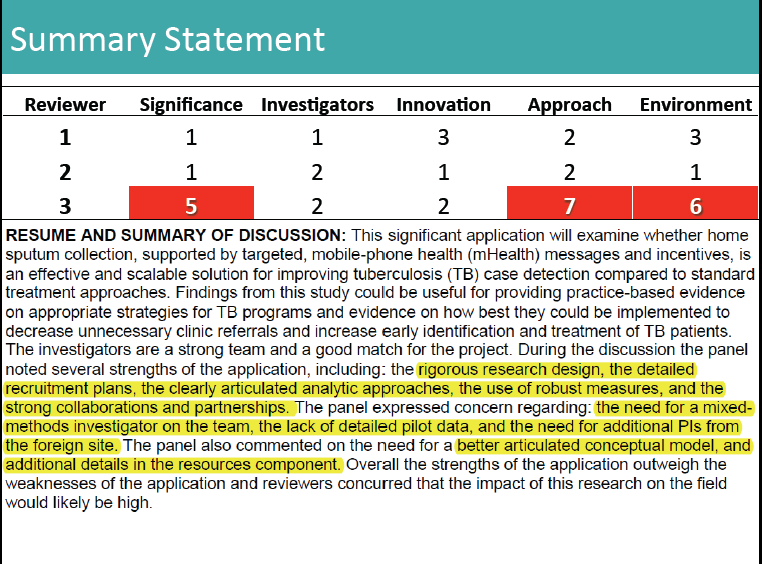 Summary Statement
Reviewer Significance Investigators Innovation Approach Environment
1 1 1 3 2 3
2 1 2 1 2 1
3 5 2 2 7 6
RESUME AND SUMMARY OF DISCUSSION: This significant application will examine whether home
sputum collection, supported by targeted, mobile-phone health (mHealth) messages and incentives, is
an effective and scalable solution for improving tuberculosis (TB) case detection compared to standard
treatment approaches. Findings from this study could be useful for providing practice-based evidence
on appropriate strategies for TB programs and evidence on how best they could be implemented to
decrease unnecessary clinic referrals and increase early identification and treatment of TB patients.
The investigators are a strong team and a good match for the project. During the discussion the panel
noted several strengths of the application, including: the rigorous research design, the detailed
recruitment plans, the clearly articulated analytic approaches, the use of robust measures, and the
strong collaborations and partnerships. The panel expressed concern regarding: the need for a mixed-
methods investigator on the team, the lack of detailed pilot data, and the need for additional PIs from
the foreign site. The panel also commented on the need for a better articulated conceptual model, and
additional details in the resources component. Overall the strengths of the application outweigh the
weaknesses of the application and reviewers concurred that the impact of this research on the field
would likely be high.